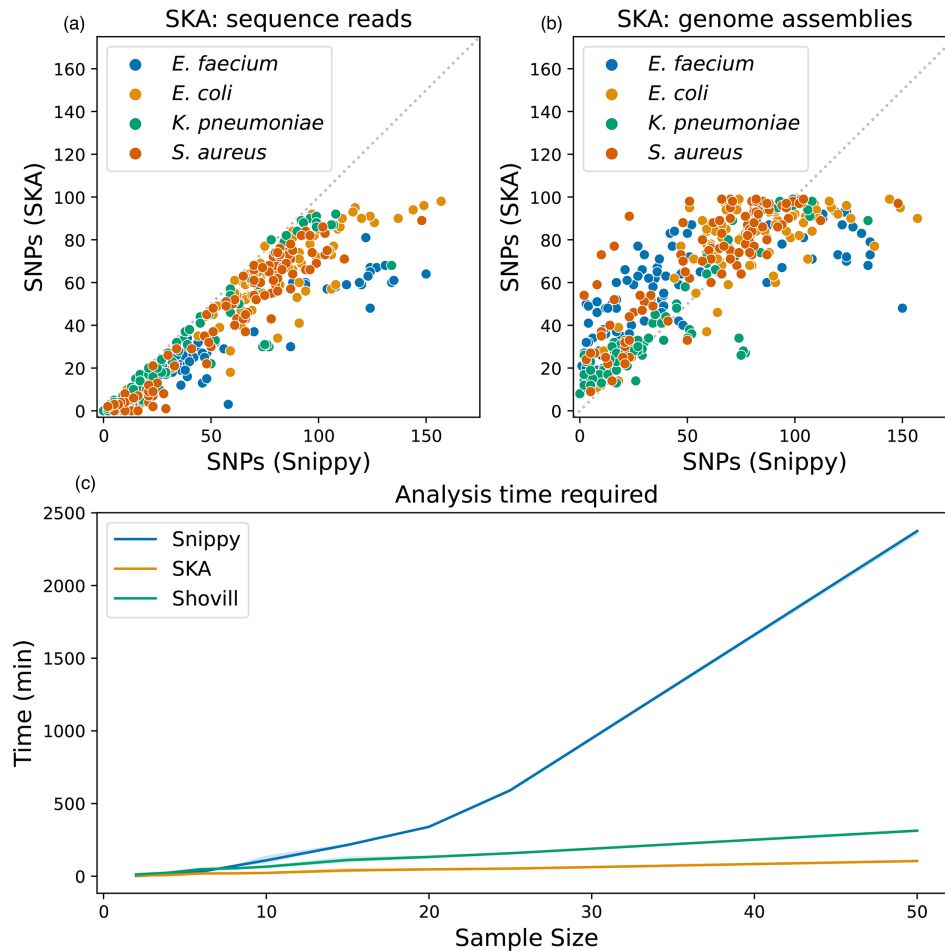 (a)
SKA: sequence reads
E. faecium
E. coli
K. pneumoniae
S. aureus
160
140
120
100
80
60
40
20
0
SNPs (SKA)
0 50 100 150
SNPs (Snippy)
(b)
SKA: genome assemblies
E. faecium
E. coli
K. pneumoniae
S. aureus
160
140
120
100
80
60
40
20
0
SNPs (SKA)
0 50 100 150
SNPs (Snippy)
(c)
Analysis time required
Snippy
SKA
Shovill
2500
2000
1500
1000
500
0
Time (min)
0 10 20 30 40 50
Sample Size